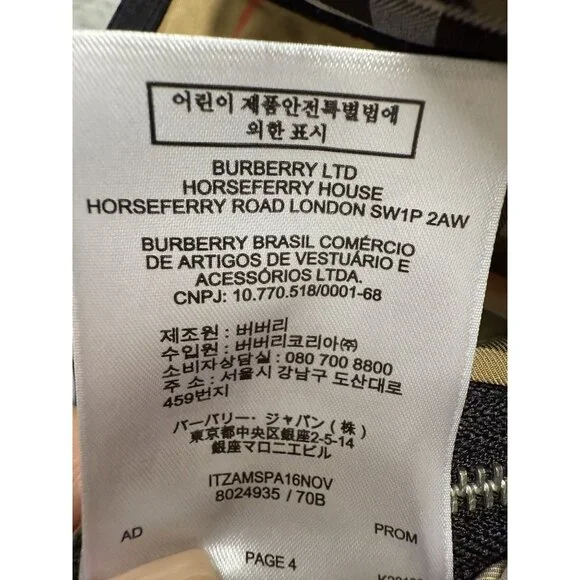 어린이 제품안전특별법에
의한 표시
BURBERRY LTD
HORSEFERRY HOUSE
HORSEFERRY ROAD LONDON SW1P 2AW
BURBERRY BRASIL COMÉRCIO
DE ARTIGOS DE VESTUÁRIO E
ACESSÓRIOS LTDA.
CNPJ: 10.770.518/0001-68
제조원 : 버버리
수입원 : 버버리코리아㈜
소비자상담실 : 080 700 8800
주 소 : 서울시 강남구 도산대로
459번지
バーバリー・ジャパン(株)
東京都中央区銀座2-5-14
銀座マロニエビル
ITZAMSPA16NOV
8024935 / 70B
AD PROM
PAGE 4